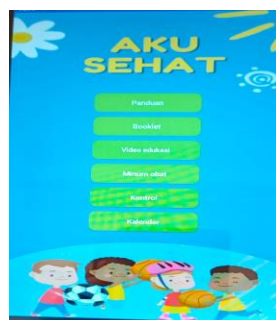 AKU
SEHAT
Panduan
Booklet
Video edukasi
Minum obat
Kontrol
Kalender